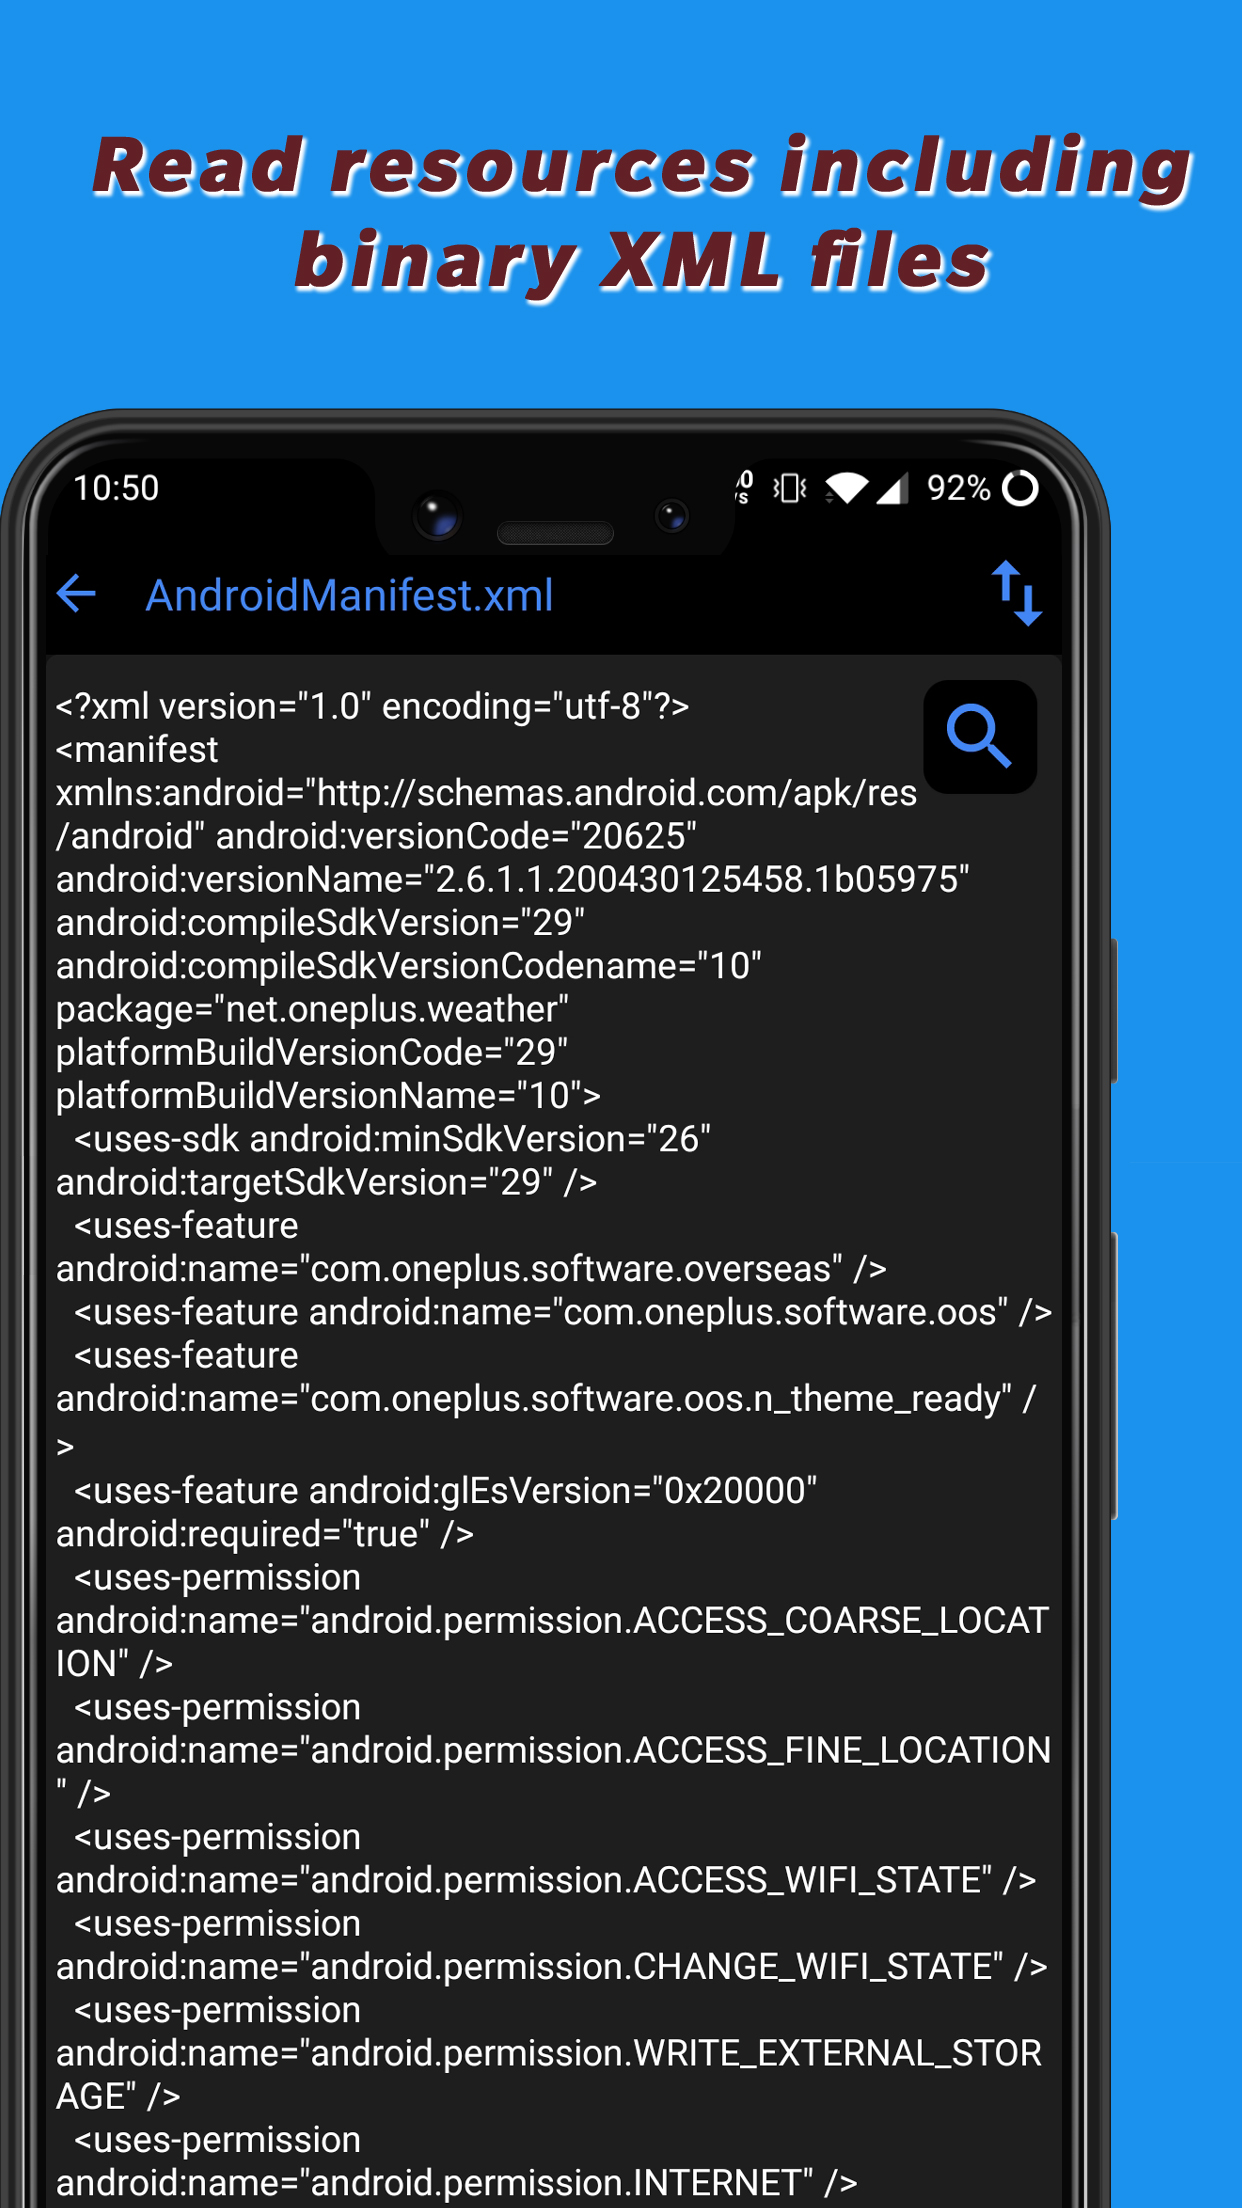 Read resources including
binary XML files
10:50
92%
AndroidManifest.xml
<?xml version="1.0" encoding="utf-8"?>
<manifest
xmlns:android="http://schemas.android.com/apk/res
/android" android:versionCode="20625"
android:versionName="2.6.1.1.200430125458.1b05975"
android:compileSdkVersion="29"
android:compileSdkVersionCodename="10"
package="net.oneplus.weather"
platformBuildVersionCode="29"
platformBuildVersionName="10">
<uses-sdk android:minSdkVersion="26"
android:targetSdkVersion="29" />
<uses-feature
android:name="com.oneplus.software.overseas" />
<uses-feature android:name="com.oneplus.software.oos" />
<uses-feature
android:name="com.oneplus.software.oos.n_theme_ready" /
>
<uses-feature android:glEsVersion="0x20000"
android:required="true" />
<uses-permission
android:name="android.permission.ACCESS_COARSE_LOCAT
ION" />
<uses-permission
android:name="android.permission.ACCESS_FINE_LOCATION
" />
<uses-permission
android:name="android.permission.ACCESS_WIFI_STATE" />
<uses-permission
android:name="android.permission.CHANGE_WIFI_STATE" />
<uses-permission
android:name="android.permission.WRITE_EXTERNAL_STOR
AGE" />
<uses-permission
android:name="android.permission.INTERNET" />